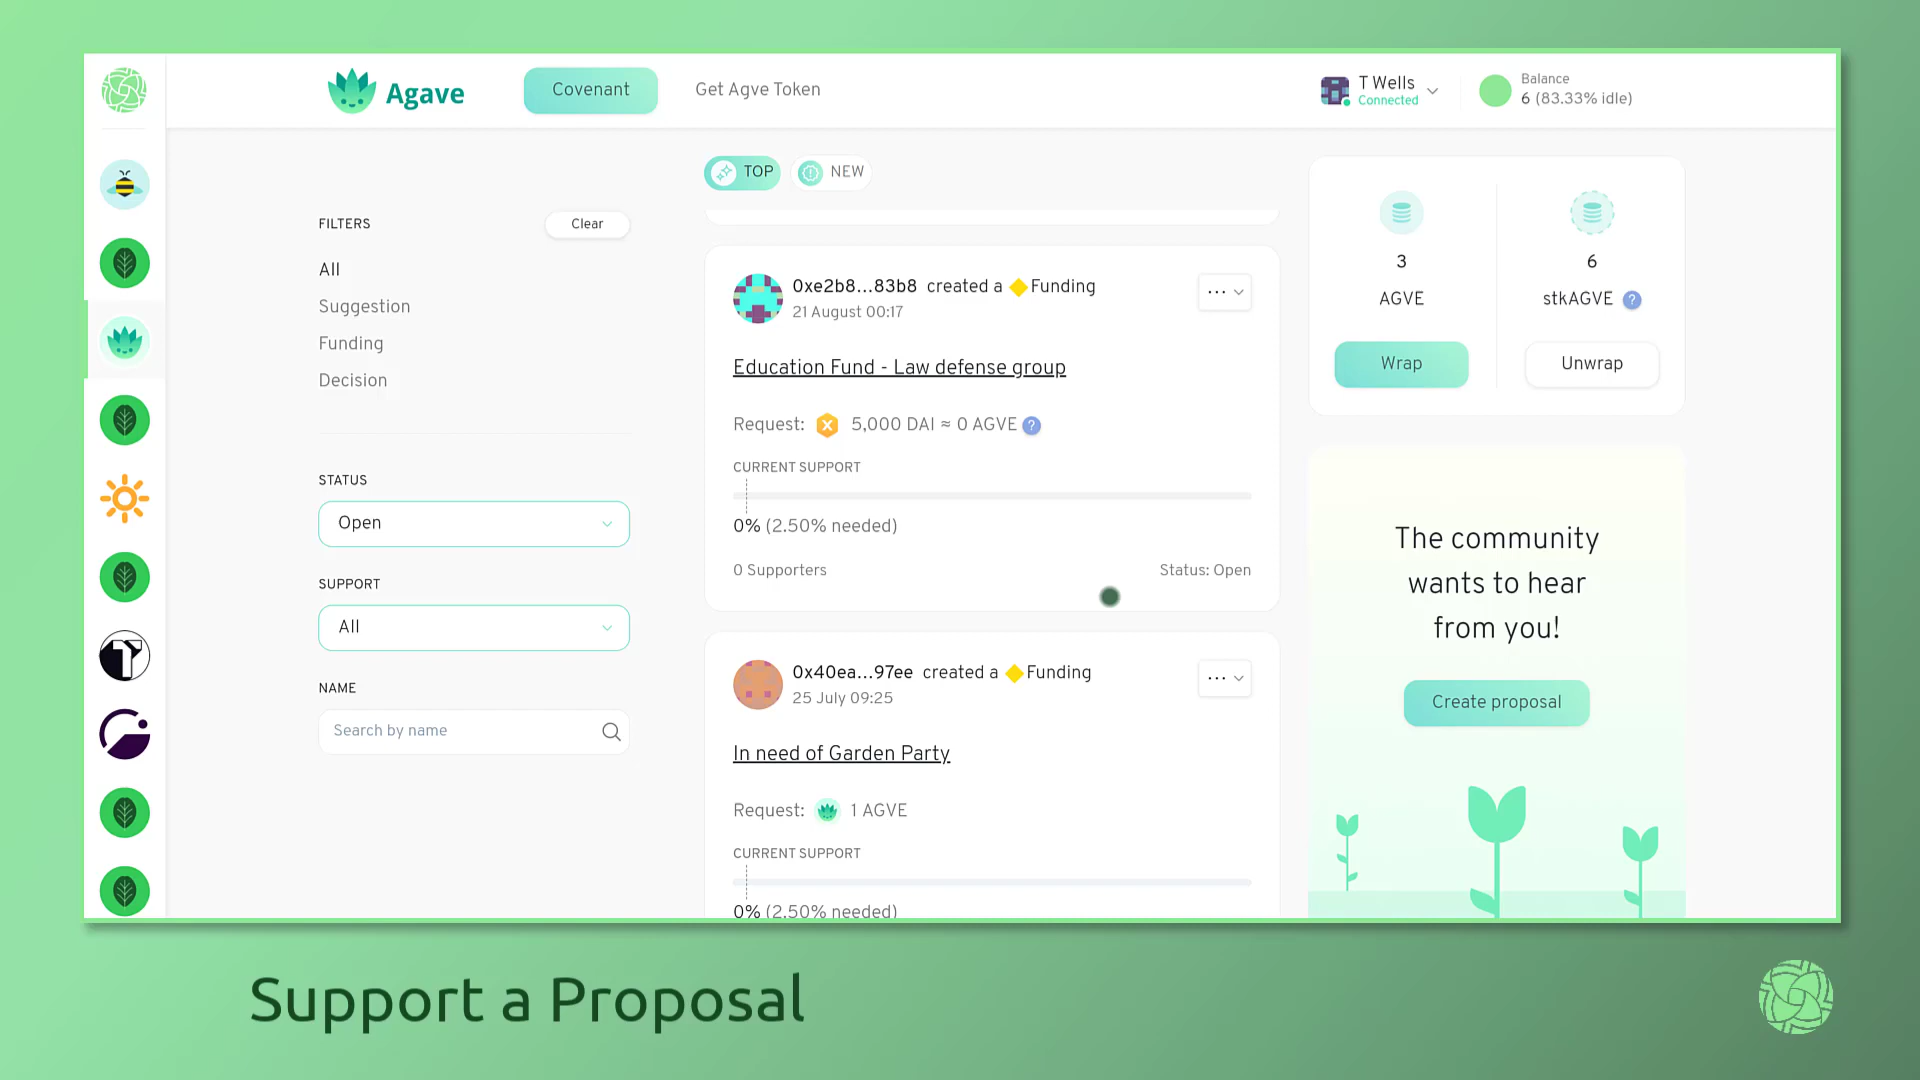 Agave
Covenant
Get Agve Token
T Wells
Connected
Balance
6 (83.33% idle)
TOP
NEW
FILTERS
Clear
All
Suggestion
Funding
Decision
STATUS
Open
SUPPORT
All
NAME
Search by name
0xe2b8...83b8 created a Funding
21 August 00:17
Education Fund - Law defense group
Request: 5,000 DAI ≈ 0 AGVE ?
CURRENT SUPPORT
0% (2.50% needed)
0 Supporters
Status: Open
0x40ea...97ee created a Funding
25 July 09:25
In need of Garden Party
Request: 1 AGVE
CURRENT SUPPORT
0% (2.50% needed)
3
AGVE
Wrap
6
stkAGVE ?
Unwrap
The community
wants to hear
from you!
Create proposal
Support a Proposal